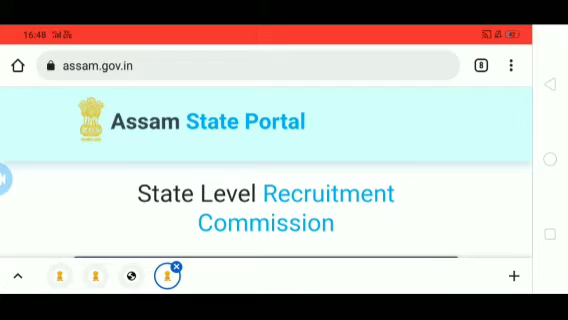 16:48
assam.gov.in
8
Assam State Portal
State Level Recruitment
Commission